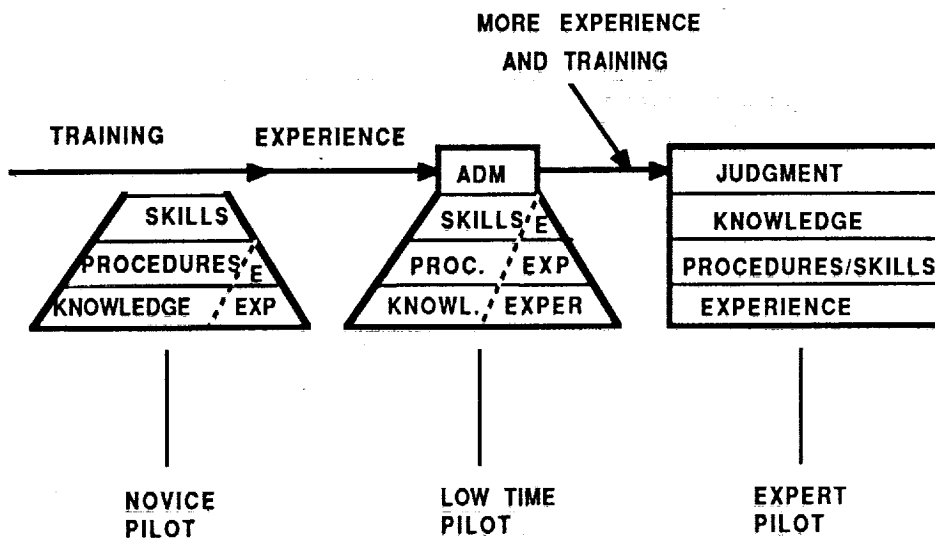 MORE EXPERIENCE
AND TRAINING
TRAINING
EXPERIENCE
SKILLS
PROCEDURES E
KNOWLEDGE EXP
ADM
SKILLS E
PROC. EXP
KNOWL. EXPER
JUDGMENT
KNOWLEDGE
PROCEDURES/SKILLS
EXPERIENCE
NOVICE
PILOT
LOW TIME
PILOT
EXPERT
PILOT